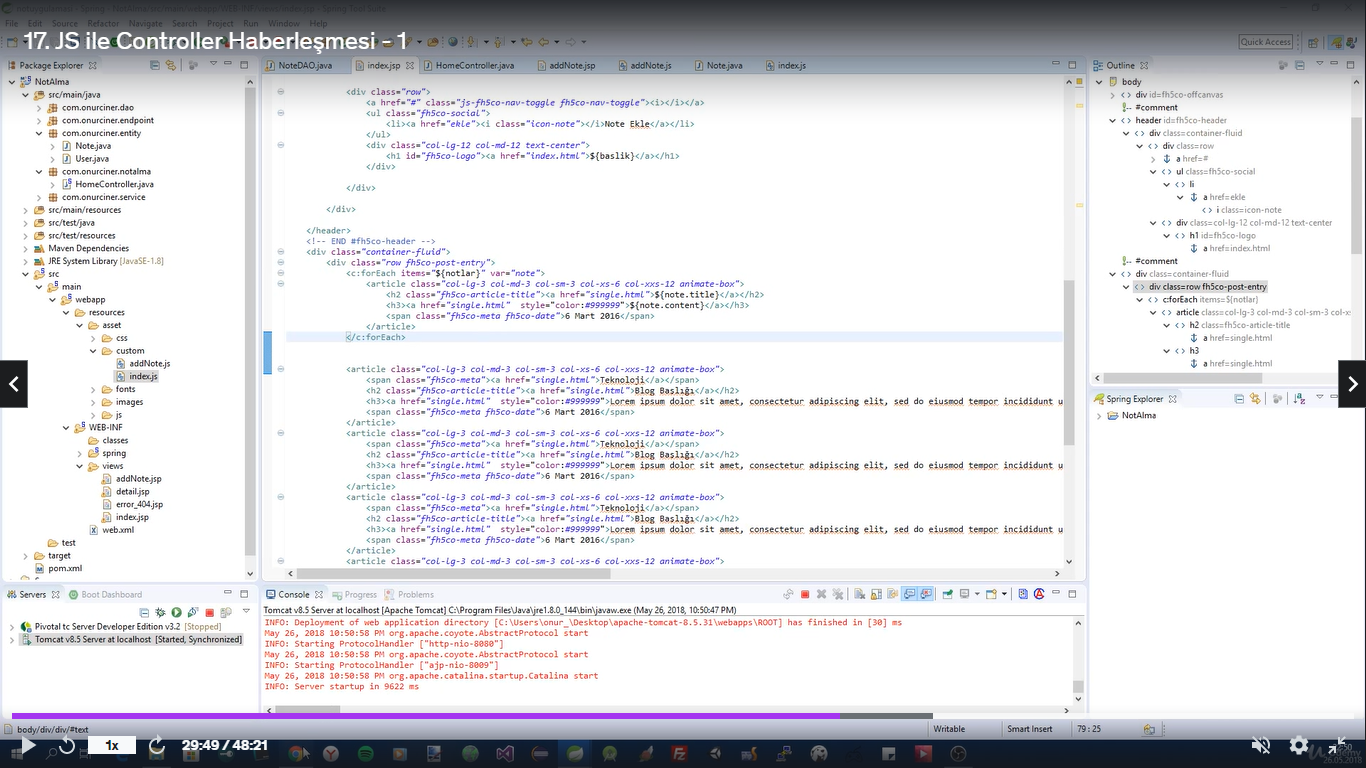 17. JS ile Controller Haberleşmesi - 1
File Edit Source Refactor Navigate Search Project Run Window Help
Quick Access
Package Explorer
NotAlma
src/main/java
com.onurciner.dao
com.onurciner.endpoint
com.onurciner.entity
Note.java
User.java
com.onurciner.notalma
HomeController.java
com.onurciner.service
src/main/resources
src/test/java
src/test/resources
Maven Dependencies
JRE System Library [JavaSE-1.8]
src
main
webapp
resources
asset
css
custom
addNote.js
index.js
fonts
images
js
WEB-INF
classes
spring
views
addNote.jsp
detail.jsp
error_404.jsp
index.jsp
web.xml
test
target
pom.xml
NoteDAO.java index.jsp HomeController.java addNote.jsp addNote.js Note.java index.js
<div class="row">
<a href="#" class="js-fh5co-nav-toggle fh5co-nav-toggle"><i></i></a>
<ul class="fh5co-social">
<li><a href="ekle"><i class="icon-note"></i>Note Ekle</a></li>
</ul>
<div class="col-lg-12 col-md-12 text-center">
<h1 id="fh5co-logo"><a href="index.html">${baslik}</a></h1>
</div>
</div>
</div>
</header>
<!-- END #fh5co-header -->
<div class="container-fluid">
<div class="row fh5co-post-entry">
<c:forEach items="${notlar}" var="note">
<article class="col-lg-3 col-md-3 col-sm-3 col-xs-6 col-xxs-12 animate-box">
<h2 class="fh5co-article-title"><a href="single.html">${note.title}</a></h2>
<h3><a href="single.html"  style="color:#999999">${note.content}</a></h3>
<span class="fh5co-meta fh5co-date">6 Mart 2016</span>
</article>
</c:forEach>
<article class="col-lg-3 col-md-3 col-sm-3 col-xs-6 col-xxs-12 animate-box">
<span class="fh5co-meta"><a href="single.html">Teknoloji</a></span>
<h2 class="fh5co-article-title"><a href="single.html">Blog Başlığı</a></h2>
<h3><a href="single.html"  style="color:#999999">Lorem ipsum dolor sit amet, consectetur adipiscing elit, sed do eiusmod tempor incididunt u
<span class="fh5co-meta fh5co-date">6 Mart 2016</span>
</article>
<article class="col-lg-3 col-md-3 col-sm-3 col-xs-6 col-xxs-12 animate-box">
<span class="fh5co-meta"><a href="single.html">Teknoloji</a></span>
<h2 class="fh5co-article-title"><a href="single.html">Blog Başlığı</a></h2>
<h3><a href="single.html"  style="color:#999999">Lorem ipsum dolor sit amet, consectetur adipiscing elit, sed do eiusmod tempor incididunt u
<span class="fh5co-meta fh5co-date">6 Mart 2016</span>
</article>
<article class="col-lg-3 col-md-3 col-sm-3 col-xs-6 col-xxs-12 animate-box">
<span class="fh5co-meta"><a href="single.html">Teknoloji</a></span>
<h2 class="fh5co-article-title"><a href="single.html">Blog Başlığı</a></h2>
<h3><a href="single.html"  style="color:#999999">Lorem ipsum dolor sit amet, consectetur adipiscing elit, sed do eiusmod tempor incididunt u
<span class="fh5co-meta fh5co-date">6 Mart 2016</span>
</article>
<article class="col-lg-3 col-md-3 col-sm-3 col-xs-6 col-xxs-12 animate-box">
Outline
body
div id=fh5co-offcanvas
#comment
header id=fh5co-header
div class=container-fluid
div class=row
a href=#
ul class=fh5co-social
li
a href=ekle
i class=icon-note
div class=col-lg-12 col-md-12 text-center
h1 id=fh5co-logo
a href=index.html
#comment
div class=container-fluid
div class=row fh5co-post-entry
c:forEach items=${notlar}
article class=col-lg-3 col-md-3 col-sm-3 col-xs
h2 class=fh5co-article-title
a href=single.html
h3
a href=single.html
Spring Explorer
NotAlma
Servers Boot Dashboard
Pivotal tc Server Developer Edition v3.2 [Stopped]
Tomcat v8.5 Server at localhost [Started, Synchronized]
Console Progress Problems
Tomcat v8.5 Server at localhost [Apache Tomcat] C:\Program Files\Java\jre1.8.0_144\bin\javaw.exe (May 26, 2018, 10:50:47 PM)
INFO: Deployment of web application directory [C:\Users\onur_\Desktop\apache-tomcat-8.5.31\webapps\ROOT] has finished in [30] ms
May 26, 2018 10:50:58 PM org.apache.coyote.AbstractProtocol start
INFO: Starting ProtocolHandler ["http-nio-8080"]
May 26, 2018 10:50:58 PM org.apache.coyote.AbstractProtocol start
INFO: Starting ProtocolHandler ["ajp-nio-8009"]
May 26, 2018 10:50:58 PM org.apache.catalina.startup.Catalina start
INFO: Server startup in 9622 ms
body/div/div/#text
Writable Smart Insert 79 : 25
1x 29:49 / 48:21
26.05.2018